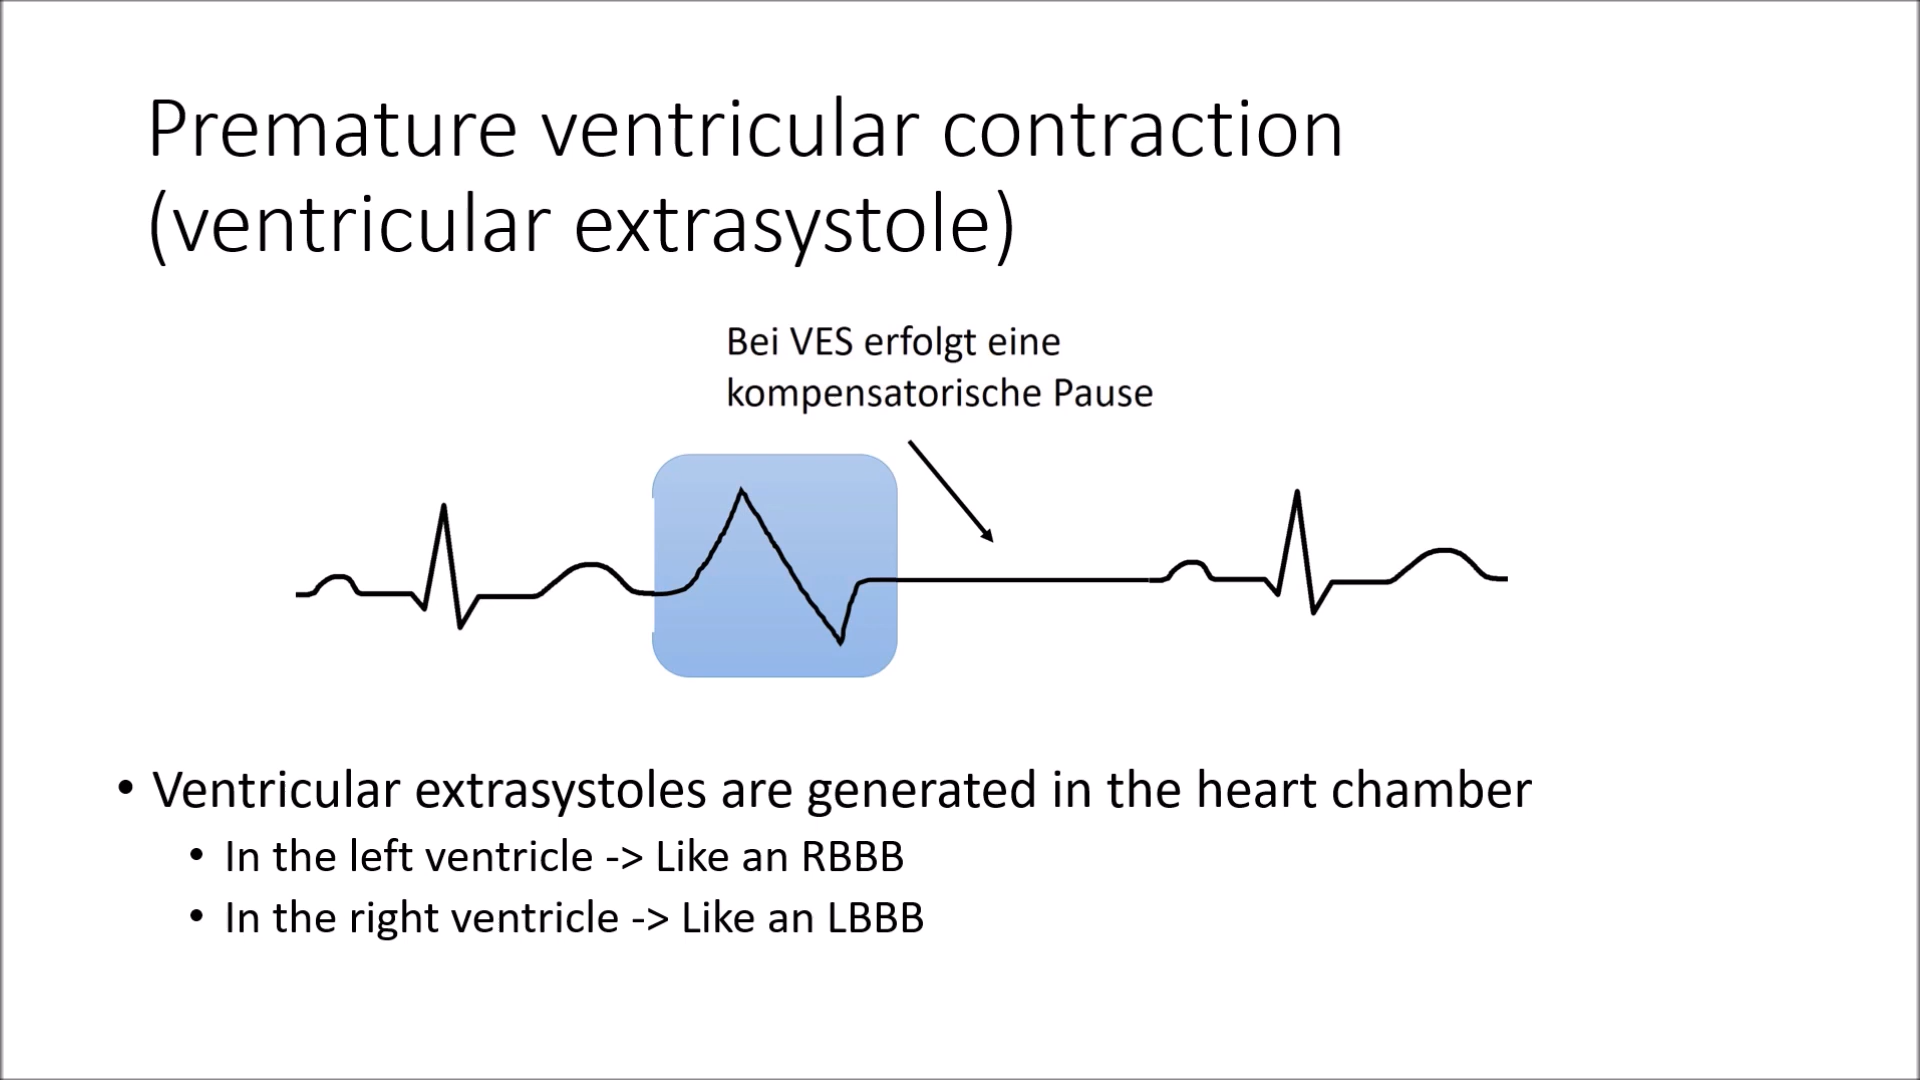 Premature ventricular contraction
(ventricular extrasystole)
Bei VES erfolgt eine
kompensatorische Pause
• Ventricular extrasystoles are generated in the heart chamber
• In the left ventricle -> Like an RBBB
• In the right ventricle -> Like an LBBB